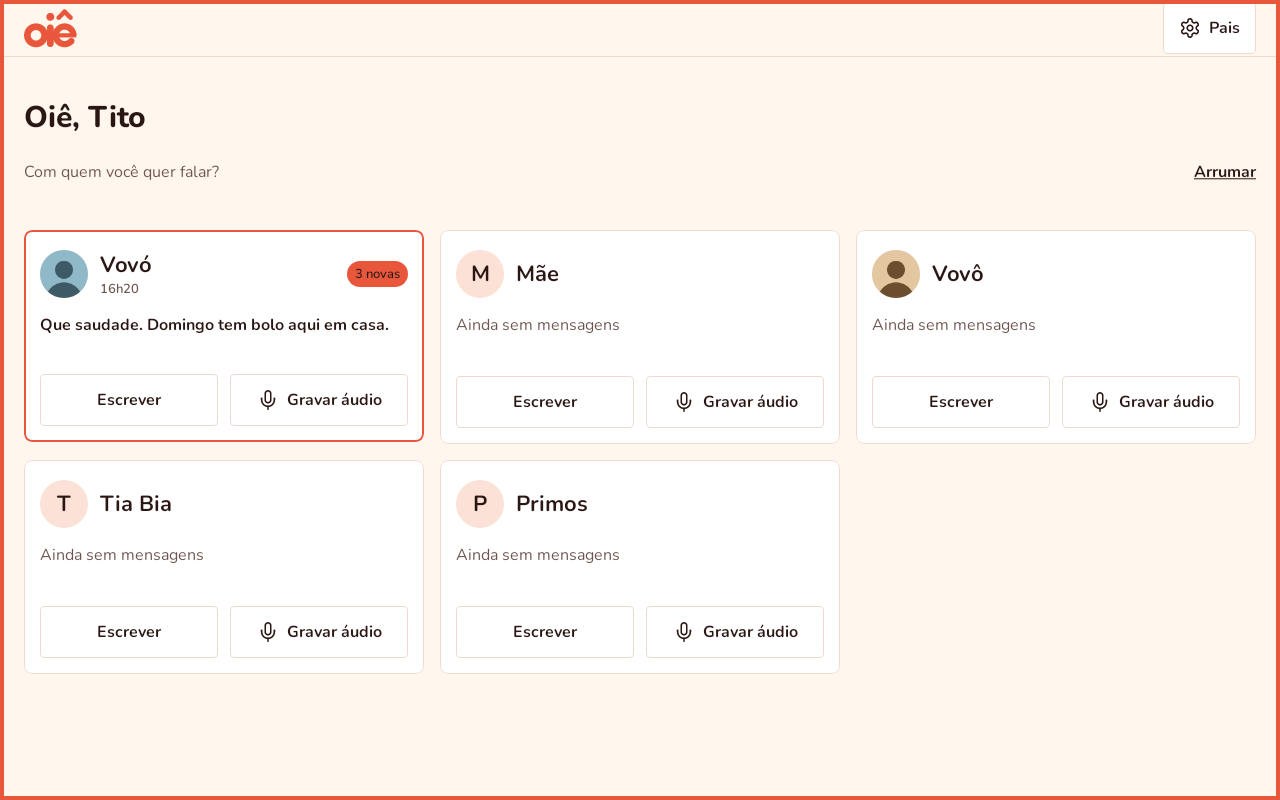 oiê
Pais
Oiê, Tito
Com quem você quer falar?
Arrumar
Vovó
16h20
3 novas
Que saudade. Domingo tem bolo aqui em casa.
Escrever
Gravar áudio
M
Mãe
Ainda sem mensagens
Escrever
Gravar áudio
Vovô
Ainda sem mensagens
Escrever
Gravar áudio
T
Tia Bia
Ainda sem mensagens
Escrever
Gravar áudio
P
Primos
Ainda sem mensagens
Escrever
Gravar áudio